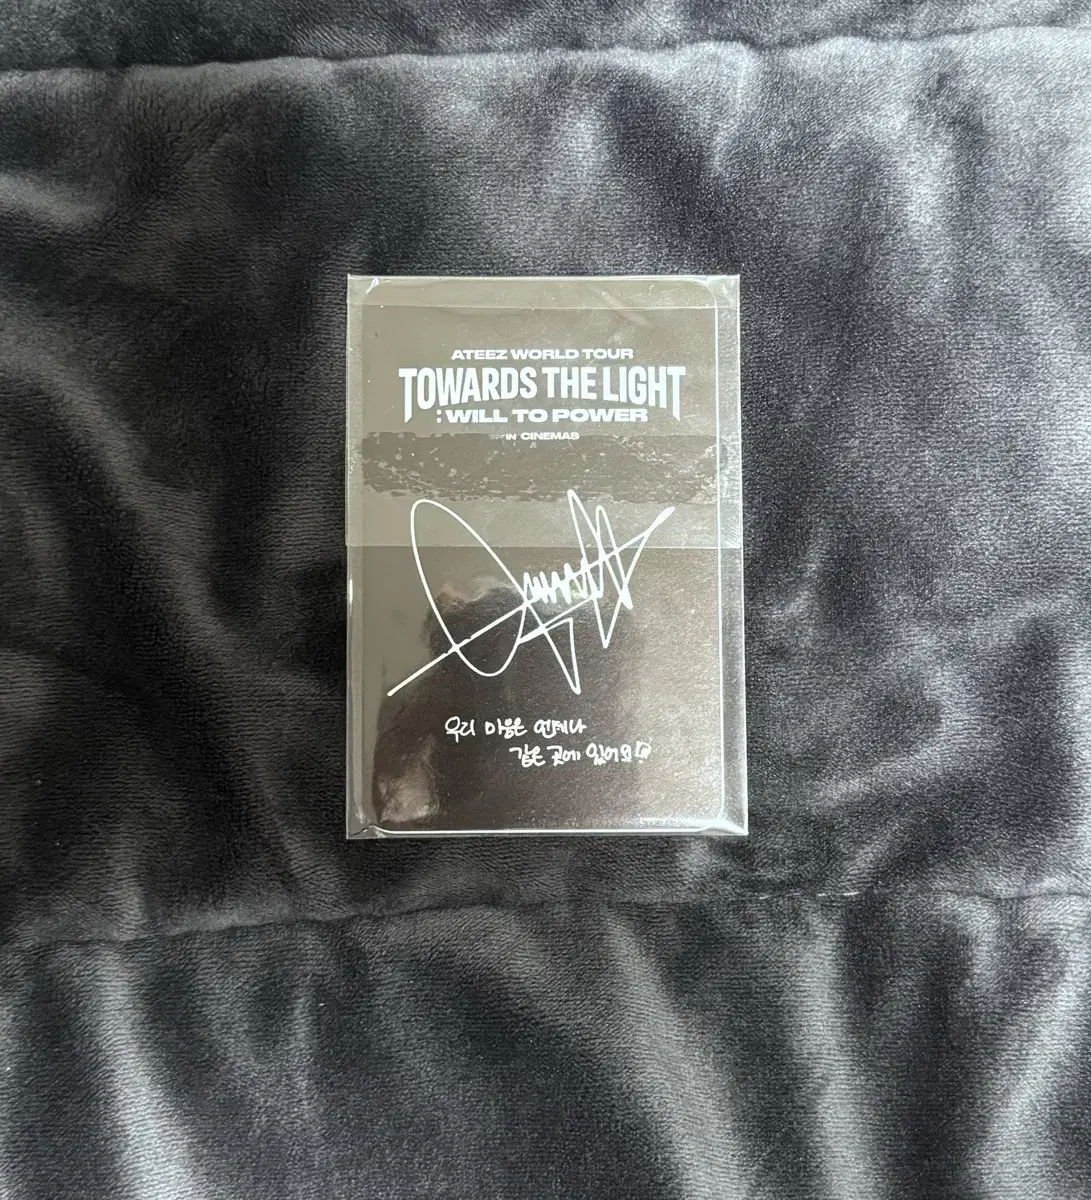 ATEEZ WORLD TOUR
TOWARDS THE LIGHT
: WILL TO POWER
IN CINEMAS
우리 마음은 언제나
같은 곳에 있어요